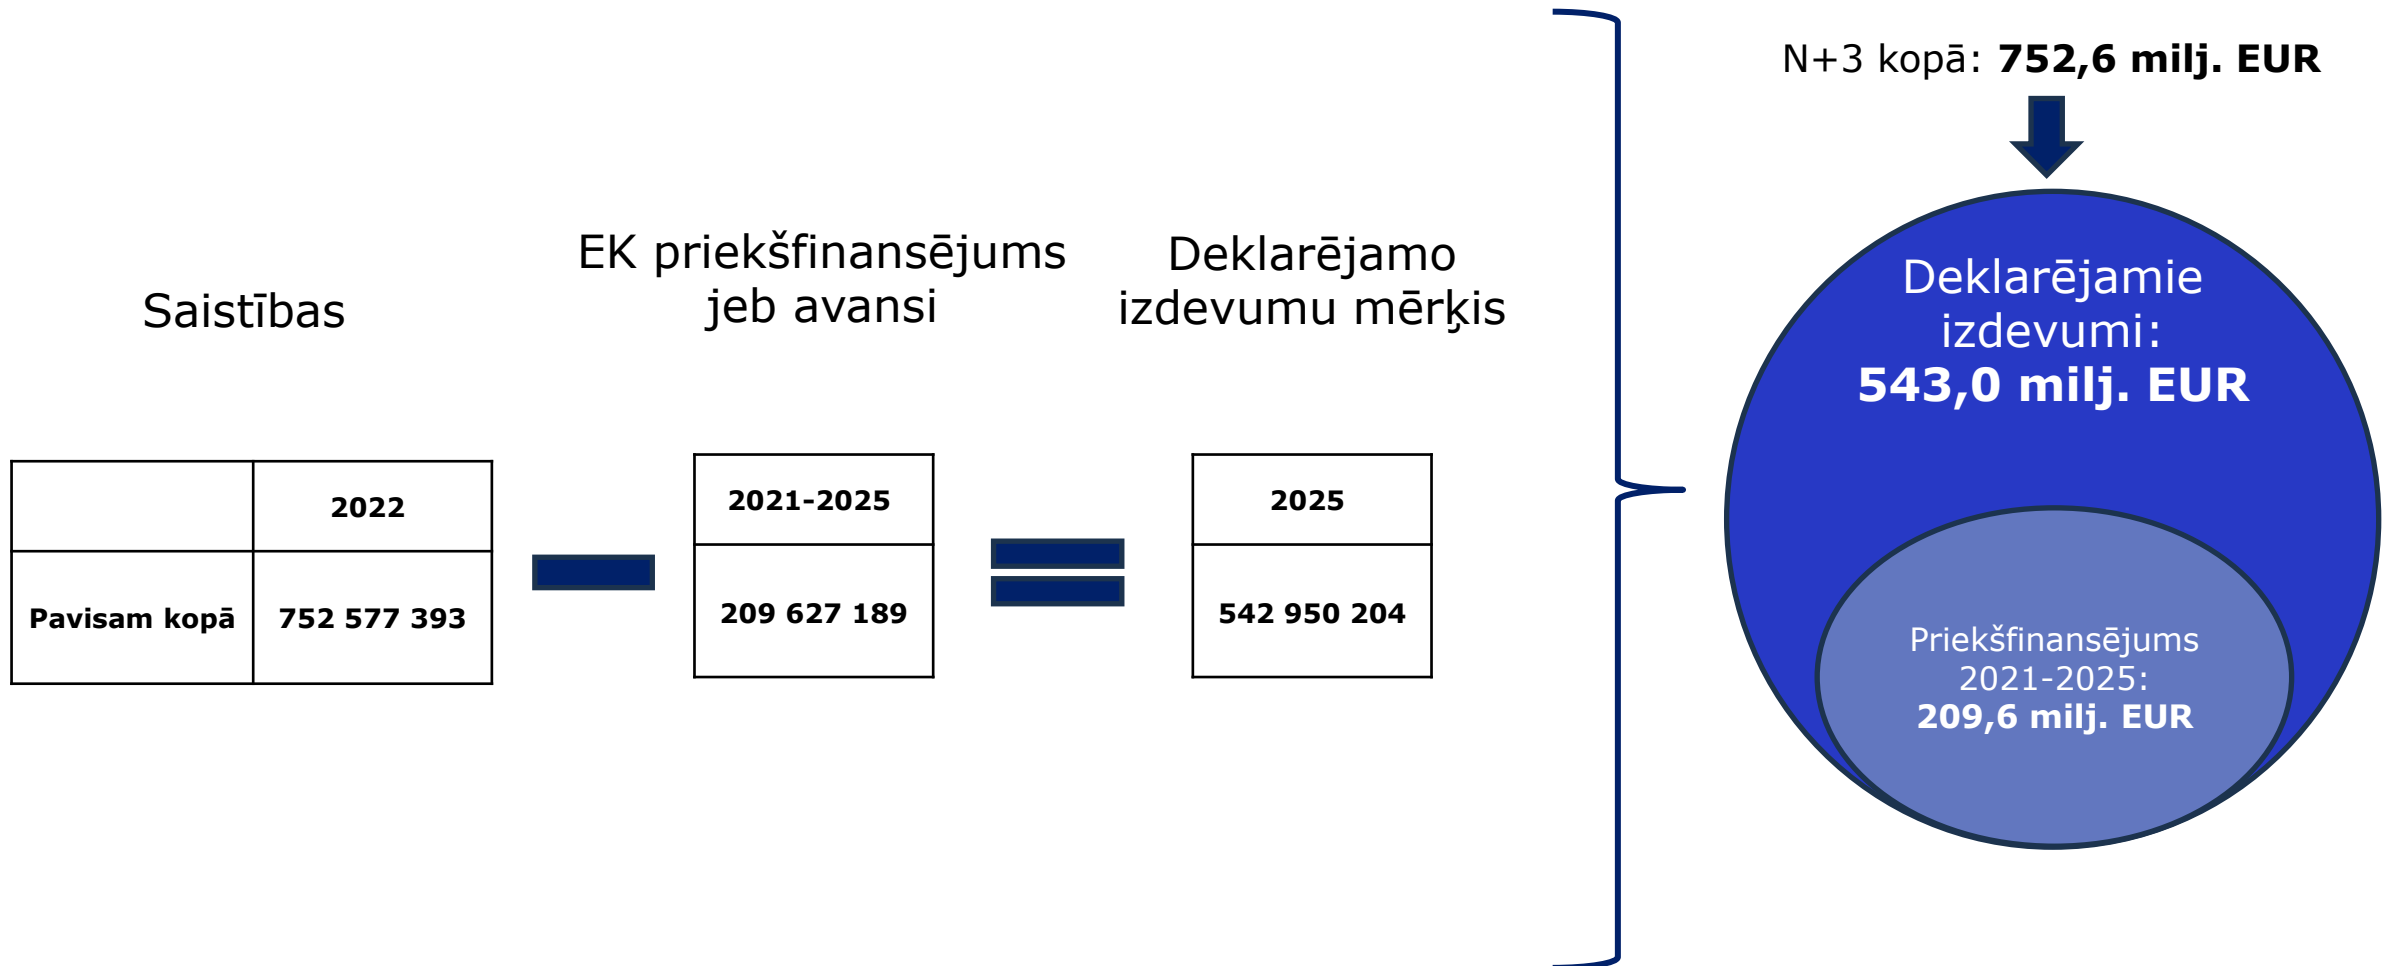 Saistības
2022
Pavisam kopā 752 577 393
EK priekšfinansējums
jeb avansi
2021-2025
209 627 189
Deklarējamo
izdevumu mērķis
2025
542 950 204
N+3 kopā: 752,6 milj. EUR
Deklarējamie
izdevumi:
543,0 milj. EUR
Priekšfinansējums
2021-2025:
209,6 milj. EUR